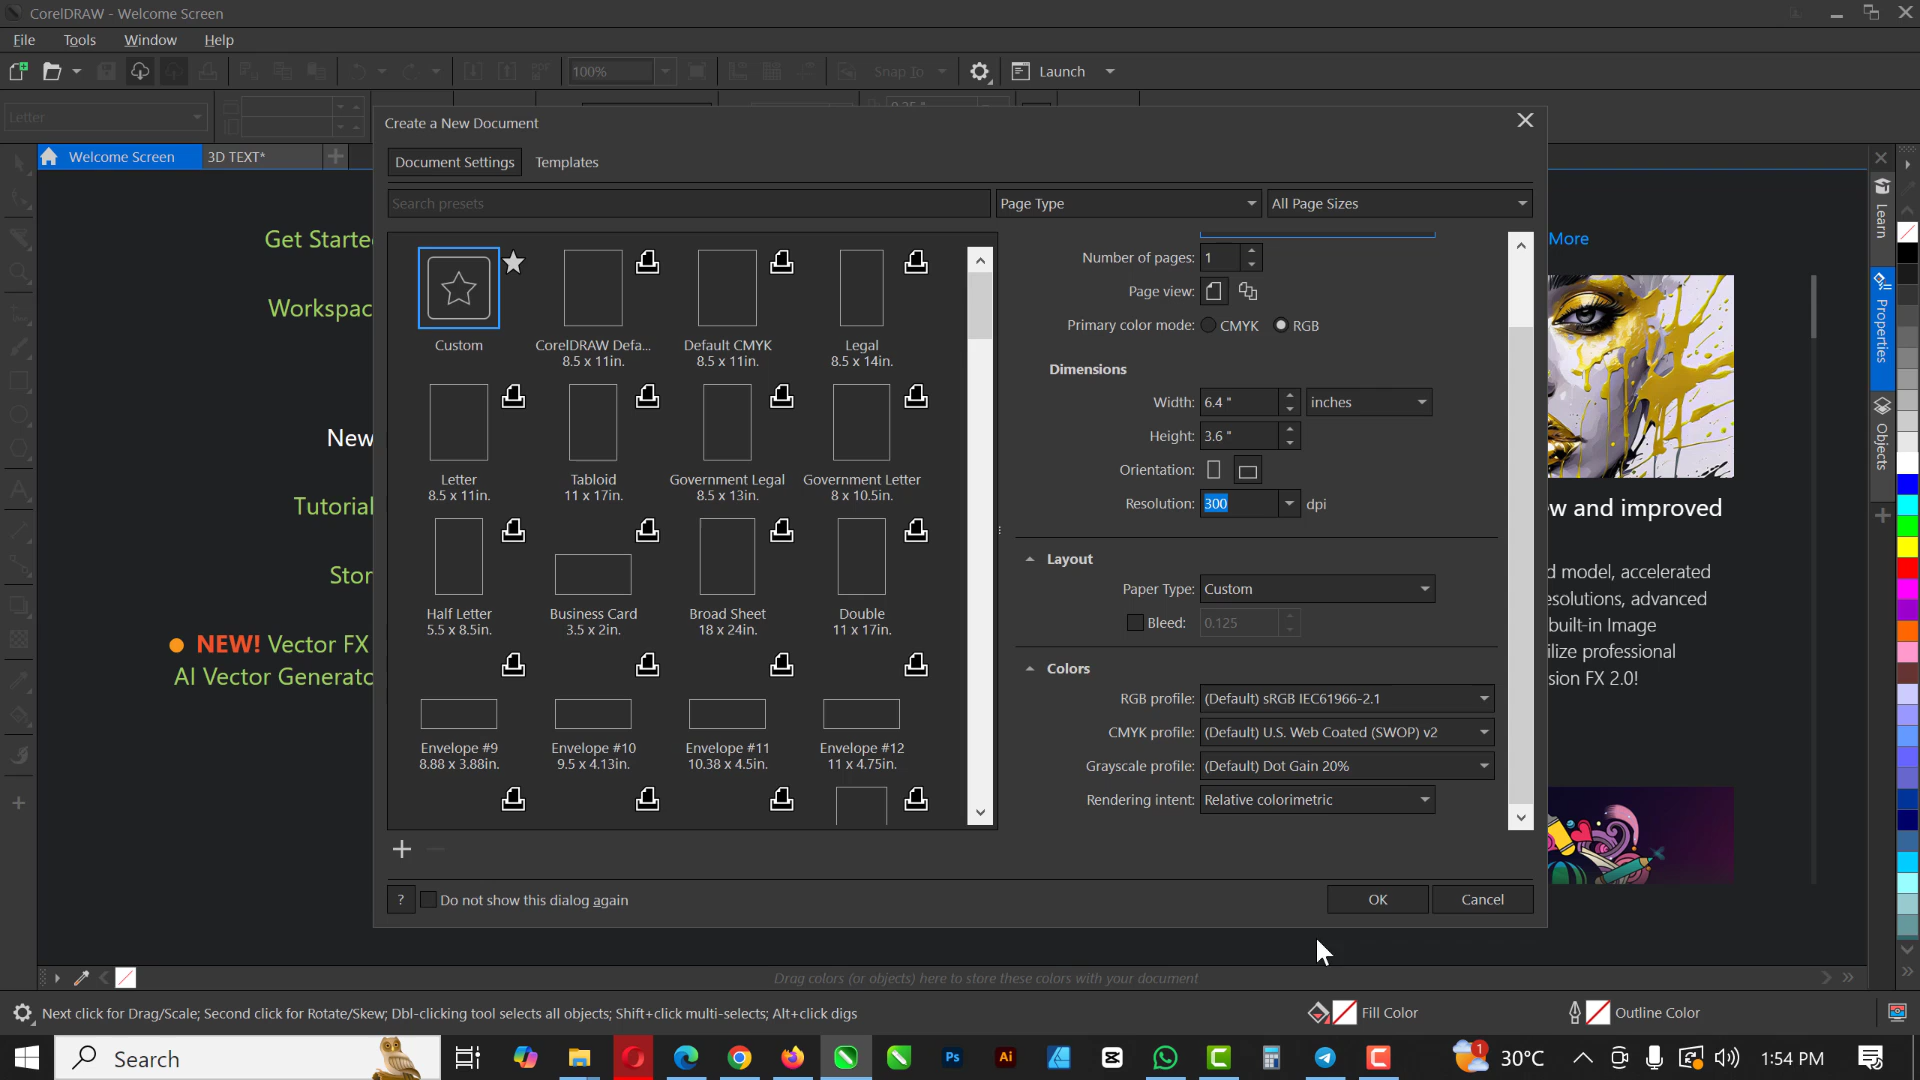 CorelDRAW - Welcome Screen
File Tools Window Help
100% Snap To Launch
Letter
Create a New Document
Document Settings Templates
Welcome Screen 3D TEXT*
Search presets Page Type All Page Sizes
Learn
Properties
Objects
Get Starte
Workspac
New
Tutorial
Stor
NEW! Vector FX
AI Vector Generato
Custom
CorelDRAW Defa...
8.5 x 11in.
Default CMYK
8.5 x 11in.
Legal
8.5 x 14in.
Letter
8.5 x 11in.
Tabloid
11 x 17in.
Government Legal
8.5 x 13in.
Government Letter
8 x 10.5in.
Half Letter
5.5 x 8.5in.
Business Card
3.5 x 2in.
Broad Sheet
18 x 24in.
Double
11 x 17in.
Envelope #9
8.88 x 3.88in.
Envelope #10
9.5 x 4.13in.
Envelope #11
10.38 x 4.5in.
Envelope #12
11 x 4.75in.
Number of pages: 1
Page view:
Primary color mode: CMYK RGB
Dimensions
Width: 6.4 " inches
Height: 3.6 "
Orientation:
Resolution: 300 dpi
Layout
Paper Type: Custom
Bleed: 0.125
Colors
RGB profile: (Default) sRGB IEC61966-2.1
CMYK profile: (Default) U.S. Web Coated (SWOP) v2
Grayscale profile: (Default) Dot Gain 20%
Rendering intent: Relative colorimetric
? Do not show this dialog again
OK Cancel
More
w and improved
d model, accelerated
esolutions, advanced
built-in Image
ilize professional
sion FX 2.0!
Drag colors (or objects) here to store these colors with your document
Next click for Drag/Scale; Second click for Rotate/Skew; Dbl-clicking tool selects all objects; Shift+click multi-selects; Alt+click digs
Fill Color
Outline Color
Search
Ps
Ai
1
30°C
1:54 PM